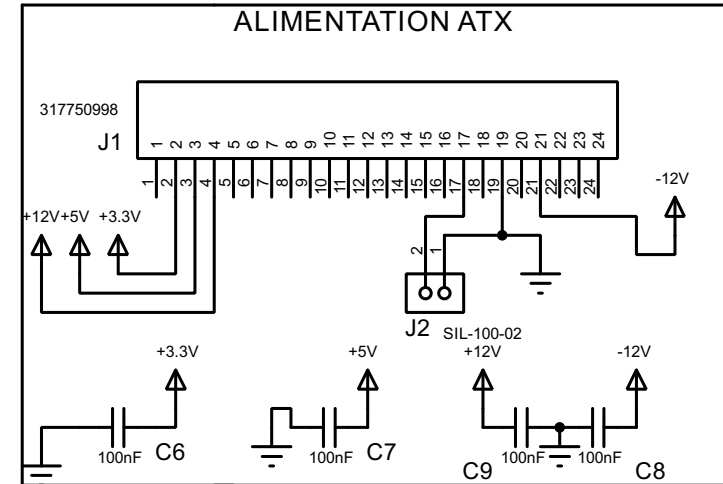 ALIMENTATION ATX
317750998
J1
1 2 3 4 5 6 7 8 9 10 11 12 13 14 15 16 17 18 19 20 21 22 23 24
1 2 3 4 5 6 7 8 9 10 11 12 13 14 15 16 17 18 19 20 21 22 23 24
-12V
+12V +5V +3.3V
2 1
J2 SIL-100-02
+3.3V +5V +12V -12V
100nF C6 100nF C7 100nF 100nF
C9 C8